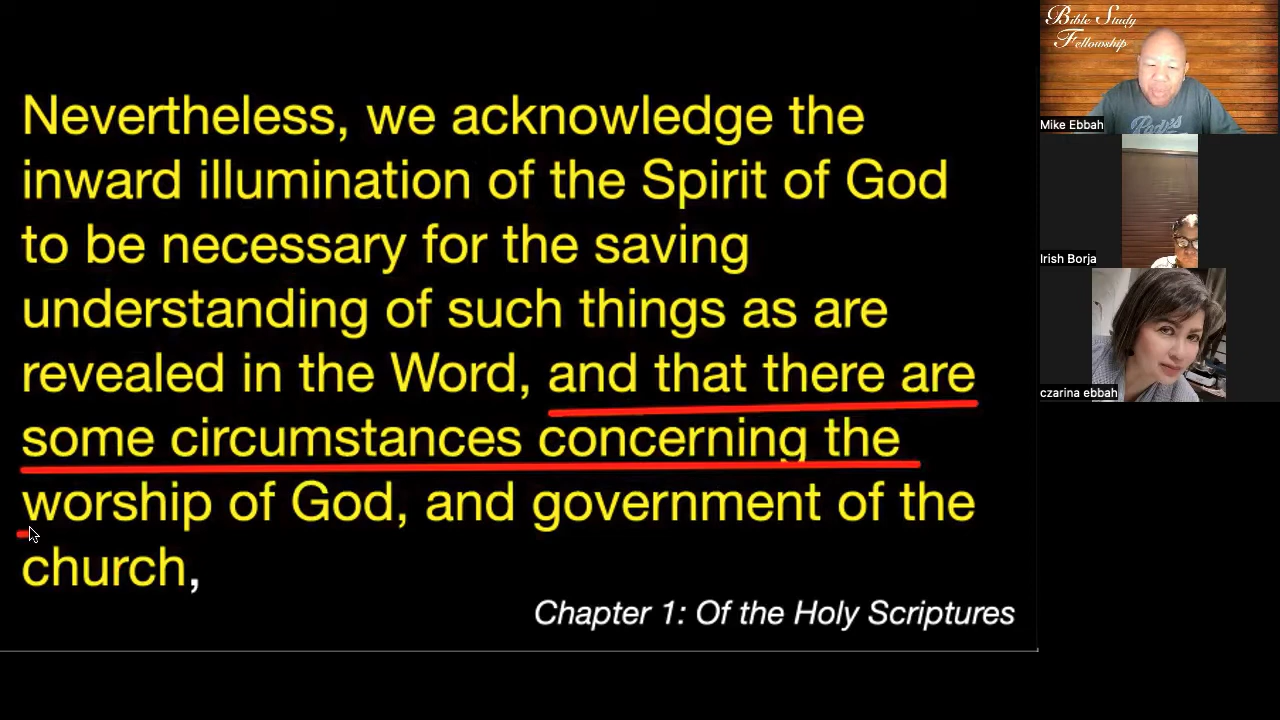 Nevertheless, we acknowledge the
inward illumination of the Spirit of God
to be necessary for the saving
understanding of such things as are
revealed in the Word, and that there are
some circumstances concerning the
worship of God, and government of the
church,
Chapter 1: Of the Holy Scriptures
Bible Study
Fellowship
Mike Ebbah
Irish Borja
czarina ebbah